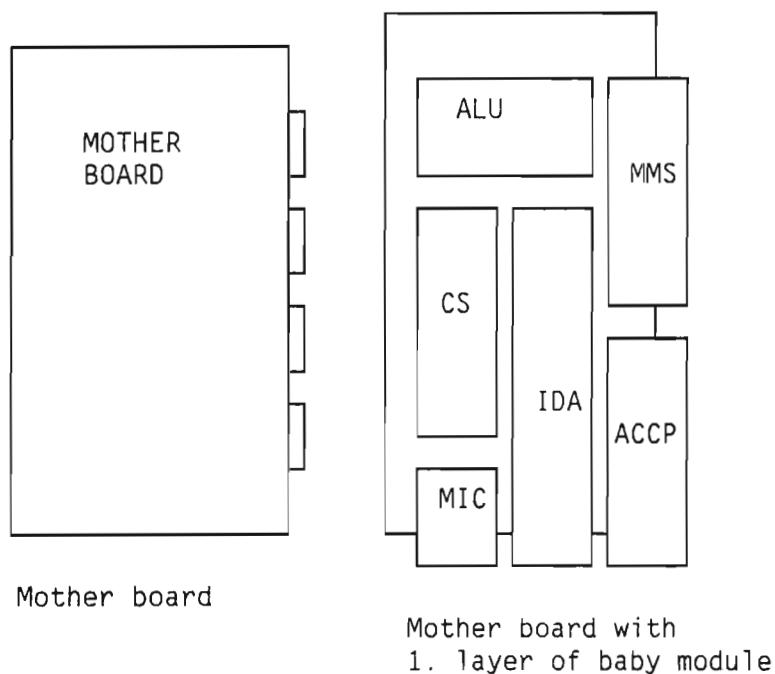 MOTHER
BOARD
Mother board
ALU
MMS
CS
IDA
ACCP
MIC
Mother board with
1. layer of baby module